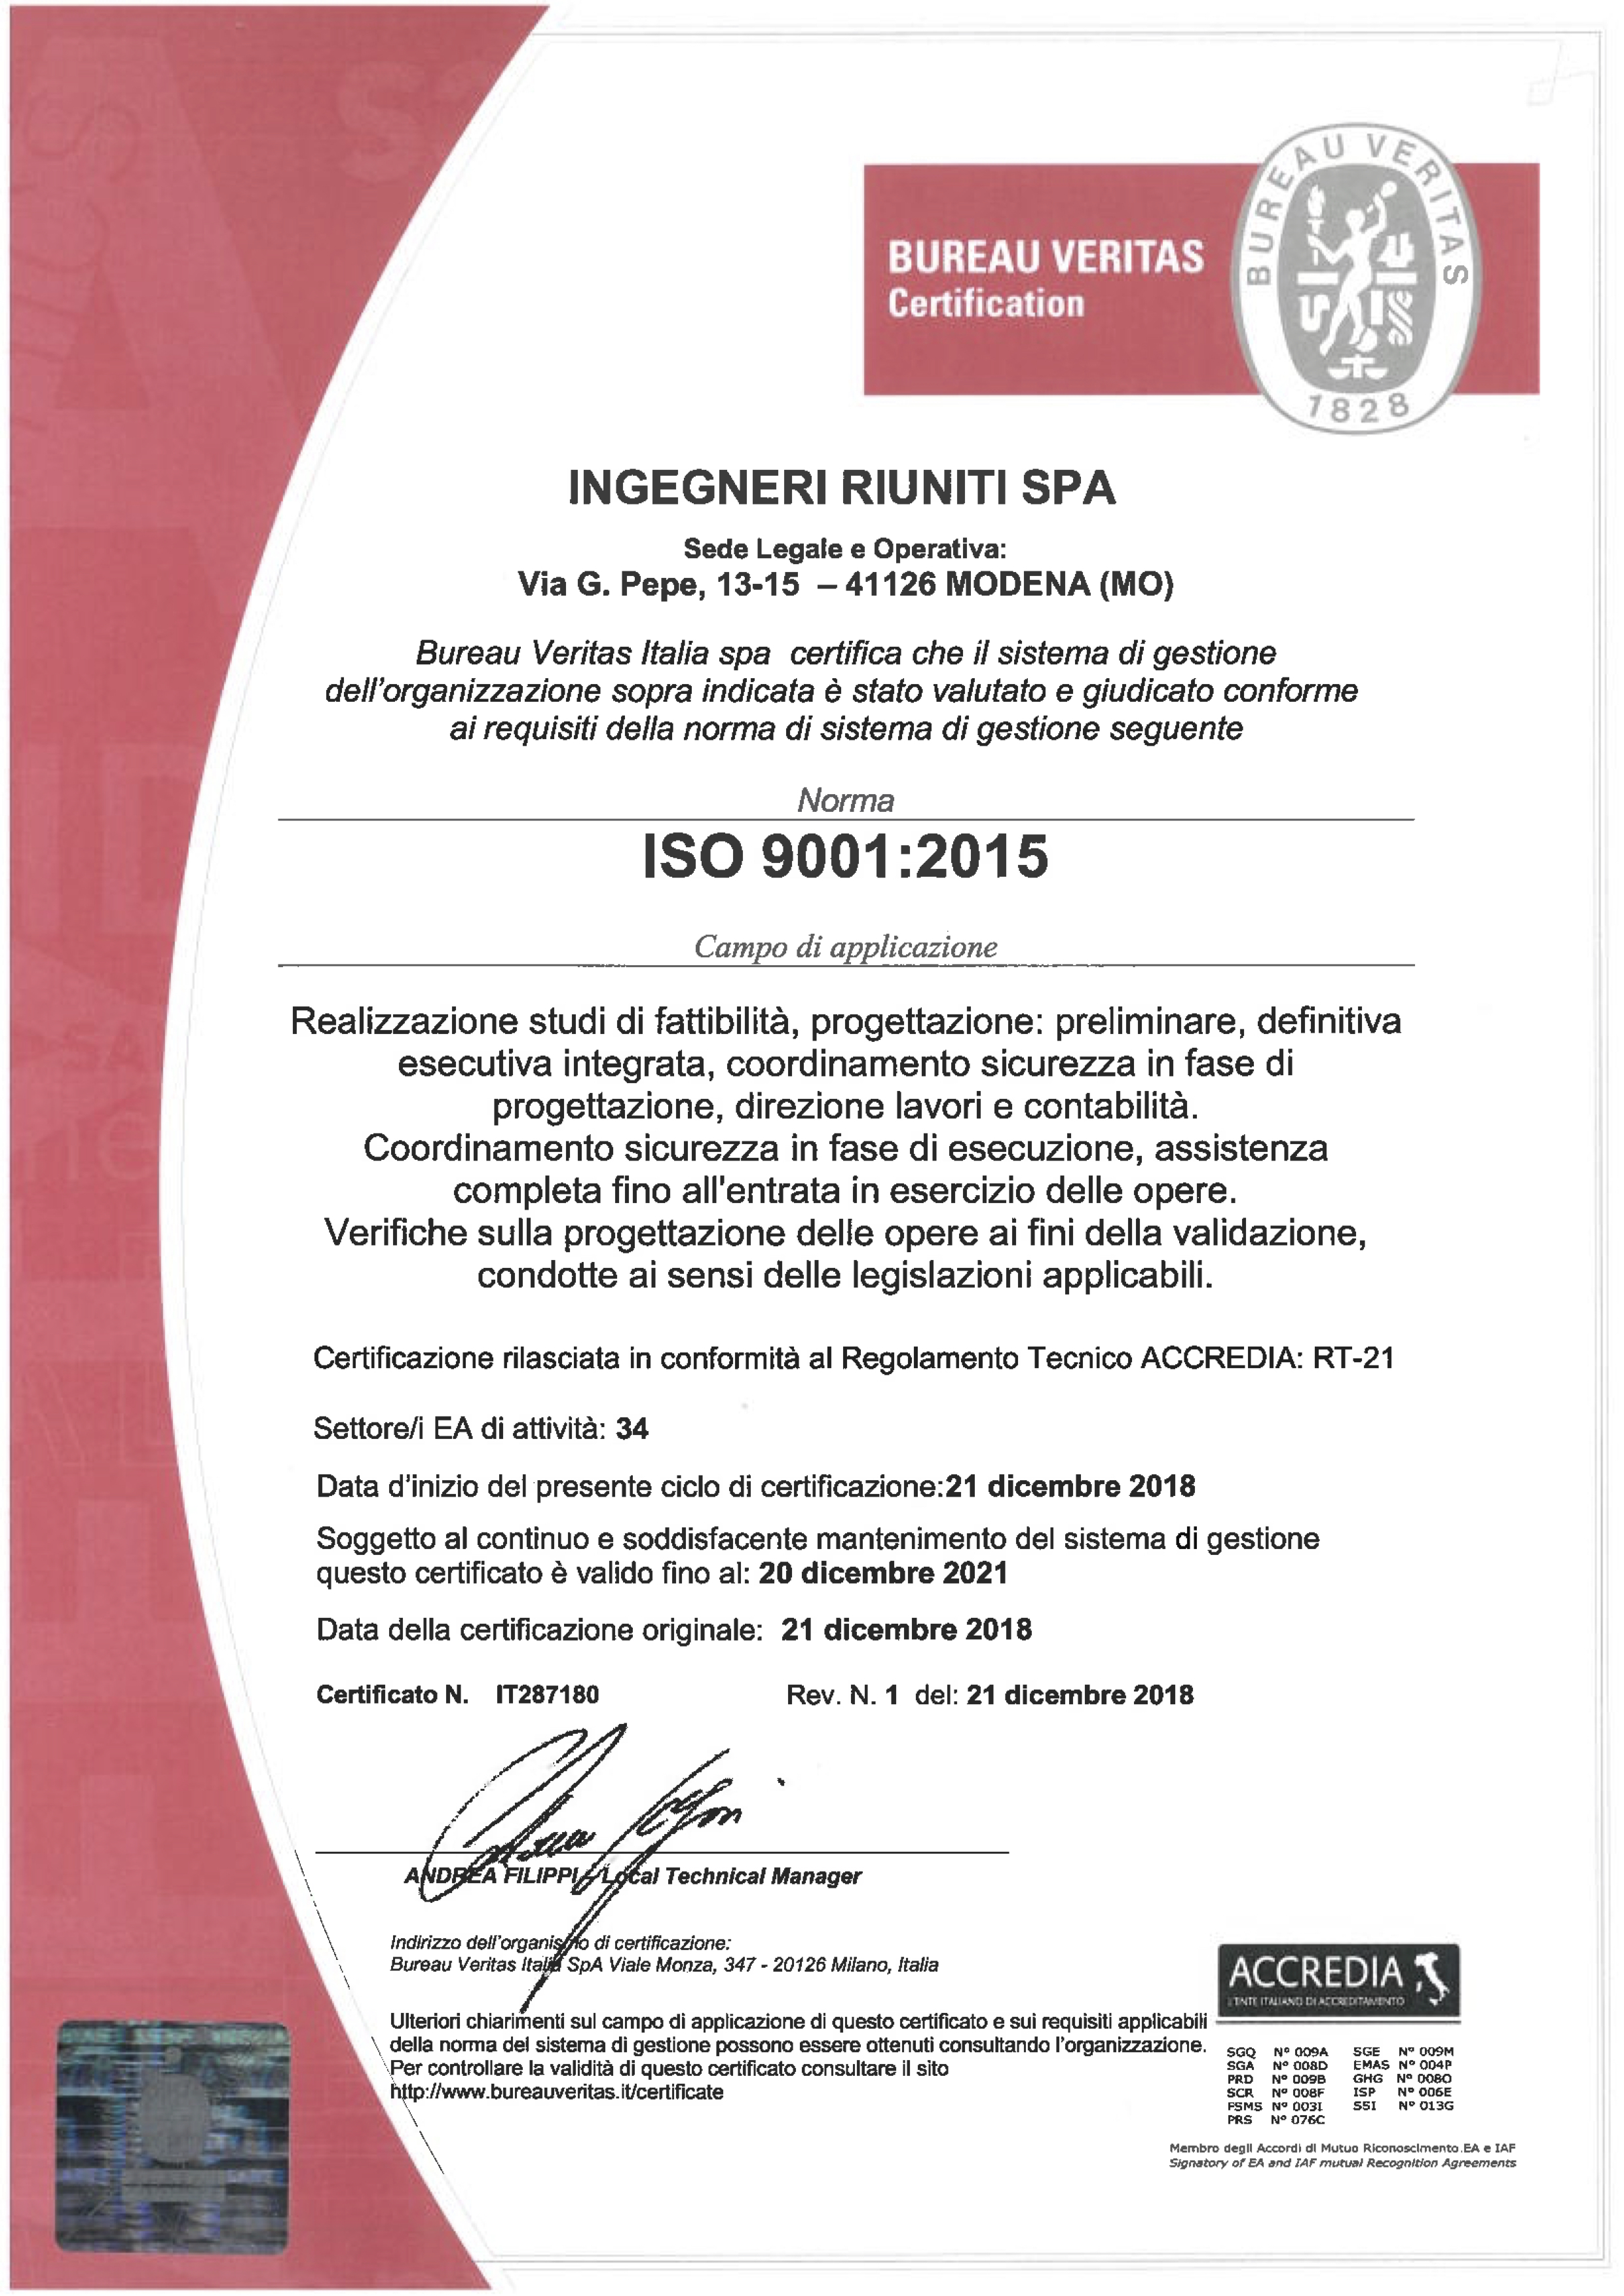 BUREAU VERITAS
Certification
BUREAU VERITAS
1828
INGEGNERI RIUNITI SPA
Sede Legale e Operativa:
Via G. Pepe, 13-15 – 41126 MODENA (MO)
Bureau Veritas Italia spa certifica che il sistema di gestione
dell'organizzazione sopra indicata è stato valutato e giudicato conforme
ai requisiti della norma di sistema di gestione seguente
Norma
ISO 9001:2015
Campo di applicazione
Realizzazione studi di fattibilità, progettazione: preliminare, definitiva
esecutiva integrata, coordinamento sicurezza in fase di
progettazione, direzione lavori e contabilità.
Coordinamento sicurezza in fase di esecuzione, assistenza
completa fino all'entrata in esercizio delle opere.
Verifiche sulla progettazione delle opere ai fini della validazione,
condotte ai sensi delle legislazioni applicabili.
Certificazione rilasciata in conformità al Regolamento Tecnico ACCREDIA: RT-21
Settore/i EA di attività: 34
Data d'inizio del presente ciclo di certificazione:21 dicembre 2018
Soggetto al continuo e soddisfacente mantenimento del sistema di gestione
questo certificato è valido fino al: 20 dicembre 2021
Data della certificazione originale: 21 dicembre 2018
Certificato N. IT287180 Rev. N. 1 del: 21 dicembre 2018
ANDREA FILIPPI Local Technical Manager
Indirizzo dell'organismo di certificazione:
Bureau Veritas Italia SpA Viale Monza, 347 - 20126 Milano, Italia
Ulteriori chiarimenti sul campo di applicazione di questo certificato e sui requisiti applicabili
della norma del sistema di gestione possono essere ottenuti consultando l'organizzazione.
Per controllare la validità di questo certificato consultare il sito
http://www.bureauveritas.it/certificate
ACCREDIA
L'ENTE ITALIANO DI ACCREDITAMENTO
SGQ Nº 009A SGE Nº 009M
SGA Nº 008D EMAS Nº 004P
PRD Nº 009B GHG Nº 008O
SCR Nº 008F ISP Nº 006E
FSMS Nº 003I SSI Nº 013G
PRS Nº 076C
Membro degli Accordi di Mutuo Riconoscimento EA e IAF
Signatory of EA and IAF mutual Recognition Agreements